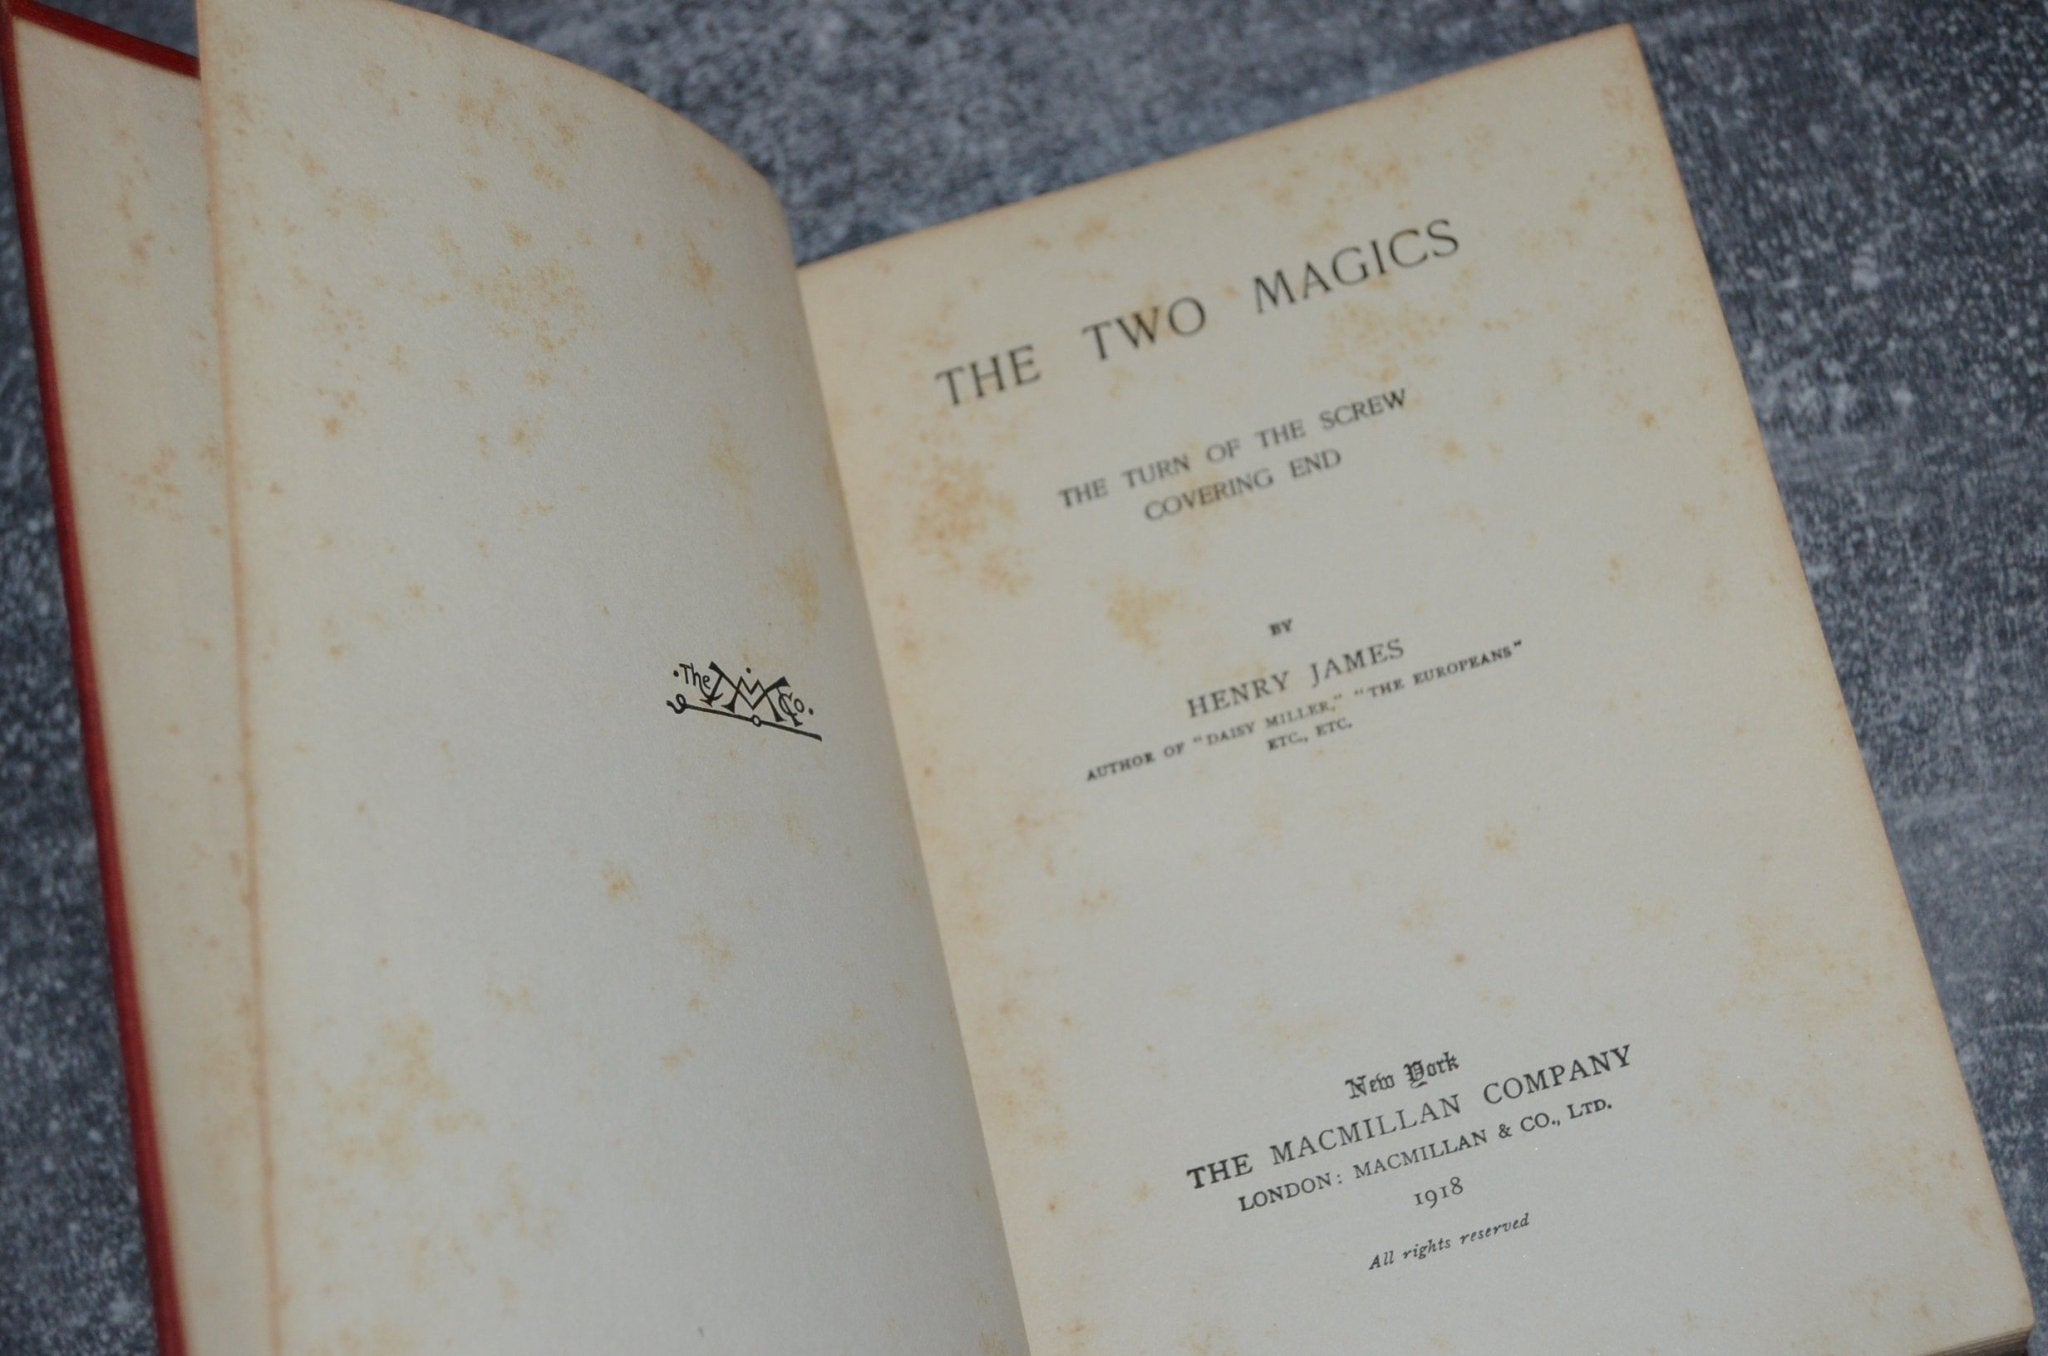 ·The MM Co.
THE TWO MAGICS
THE TURN OF THE SCREW
COVERING END
BY
HENRY JAMES
AUTHOR OF "DAISY MILLER," "THE EUROPEANS"
ETC., ETC.
New York
THE MACMILLAN COMPANY
LONDON: MACMILLAN & CO., LTD.
1918
All rights reserved